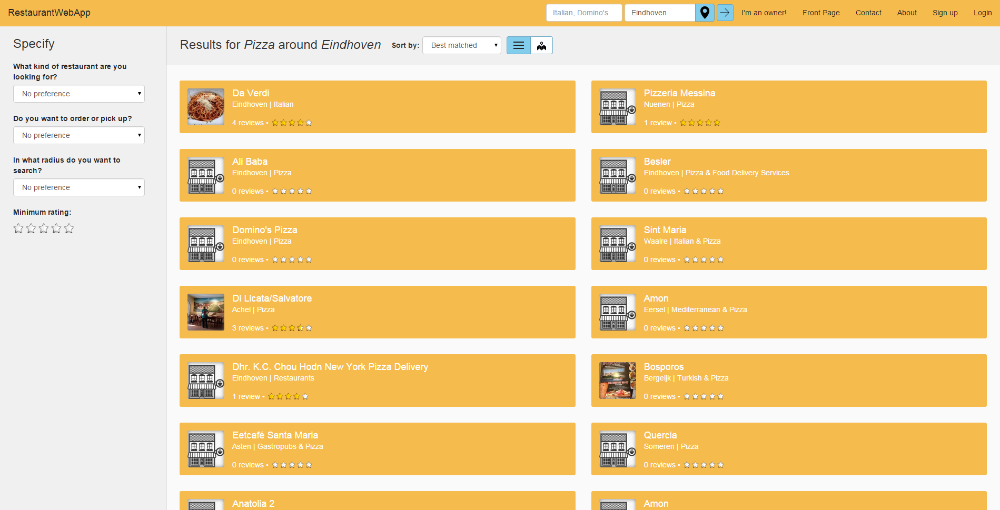 RestaurantWebApp
Italian, Domino's
Eindhoven
I'm an owner!
Front Page
Contact
About
Sign up
Login
Specify
What kind of restaurant are you
looking for?
No preference
Do you want to order or pick up?
No preference
In what radius do you want to
search?
No preference
Minimum rating:
Results for Pizza around Eindhoven
Sort by:
Best matched
Da Verdi
Eindhoven | Italian
4 reviews •
Pizzeria Messina
Nuenen | Pizza
1 review •
Ali Baba
Eindhoven | Pizza
0 reviews •
Besler
Eindhoven | Pizza & Food Delivery Services
0 reviews •
Domino's Pizza
Eindhoven | Pizza
0 reviews •
Sint Maria
Waalre | Italian & Pizza
0 reviews •
Di Licata/Salvatore
Achel | Pizza
3 reviews •
Amon
Eersel | Mediterranean & Pizza
0 reviews •
Dhr. K.C. Chou Hodn New York Pizza Delivery
Eindhoven | Restaurants
1 review •
Bosporos
Bergeijk | Turkish & Pizza
0 reviews •
Eetcafé Santa Maria
Asten | Gastropubs & Pizza
0 reviews •
Quercia
Someren | Pizza
0 reviews •
Anatolia 2
Amon